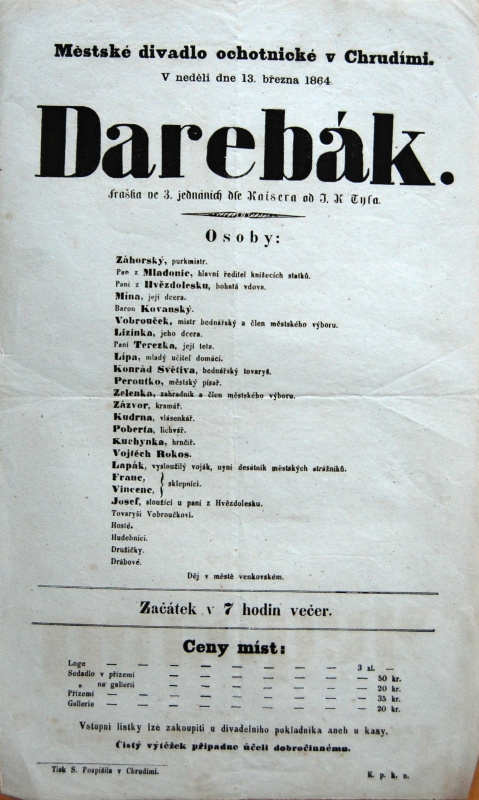 Městské divadlo ochotnické v Chrudími.
V neděli dne 13. března 1864
Darebák.
fraška ve 3. jednáních dle Kaisera od J. K Tyla.
Osoby:
Záhorský, purkmistr.
Pan z Mladonic, hlavní ředitel knížecích statků.
Paní z Hvězdolesku, bohatá vdova.
Mína, její dcera.
Baron Kovanský.
Vobrouček, mistr bednářský a člen městského výboru.
Lízinka, jeho dcera.
Paní Terezka, její teta.
Lípa, mladý učitel domácí.
Konrád Světiva, bednářský tovaryš.
Peroutko, městský písař.
Zelenka, zahradník a člen městského výboru.
Zázvor, kramář.
Kudrna, vlásenkář.
Poberta, lichvář.
Kuchynka, hrnčíř.
Vojtěch Rokos.
Lapák, vysloužilý voják, nyní desátník městských strážníků.
Franc,
Vincenc, } sklepníci.
Josef, sloužící u paní z Hvězdolesku.
Tovaryši Vobroučkovi.
Hosté.
Hudebníci.
Družičky.
Drábové.
Děj v městě venkovském.
Začátek v 7 hodin večer.
Ceny míst:
Loge — — — — — — — — 3 zl. —
Sedadlo v přízemí — — — — — — — 50 kr.
„ na gallerii — — — — — — — 20 kr.
Přízemí — — — — — — — — 35 kr.
Gallerie — — — — — — — — 20 kr.
Vstupní lístky lze zakoupiti u divadelního pokladníka aneb u kasy.
Čistý výtěžek připadne účeli dobročinnému.
Tisk S. Pospíšila v Chrudími.
K. p. k. n.